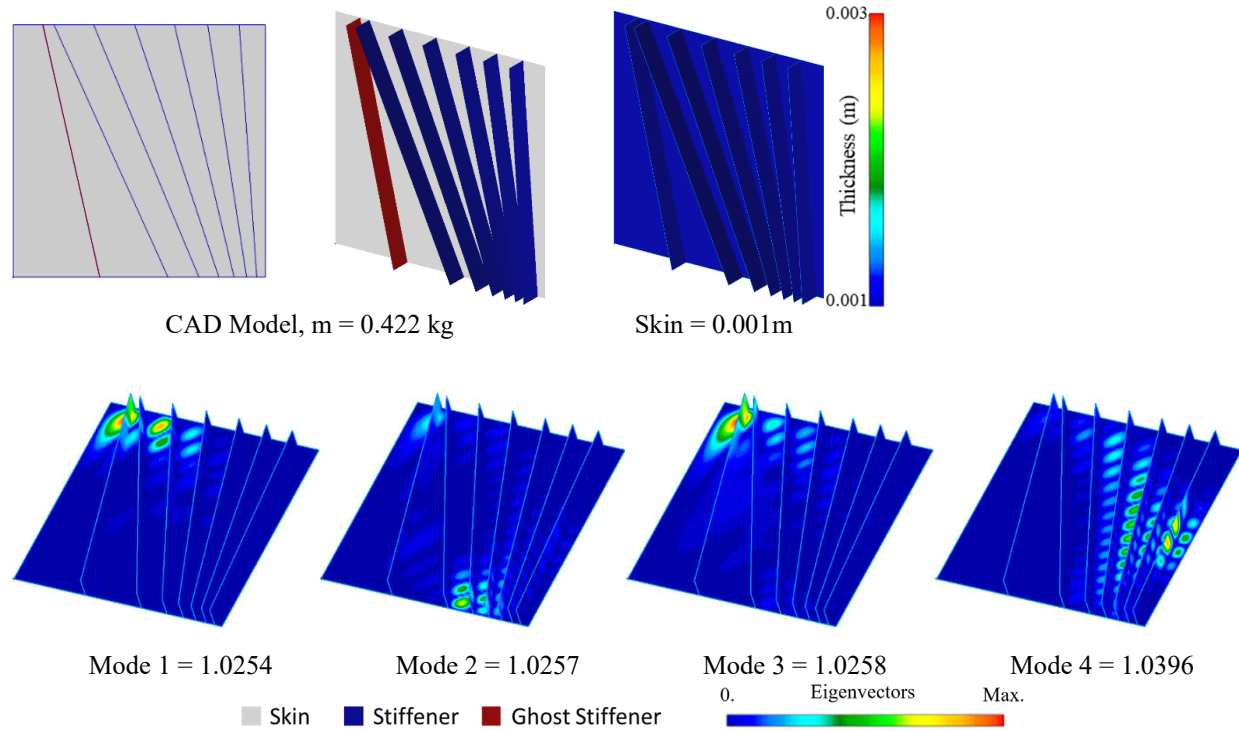 0.003
Thickness (m)
0.001
CAD Model, m = 0.422 kg
Skin = 0.001m
Mode 1 = 1.0254
Mode 2 = 1.0257
Mode 3 = 1.0258
Mode 4 = 1.0396
Skin
Stiffener
Ghost Stiffener
0.
Eigenvectors
Max.